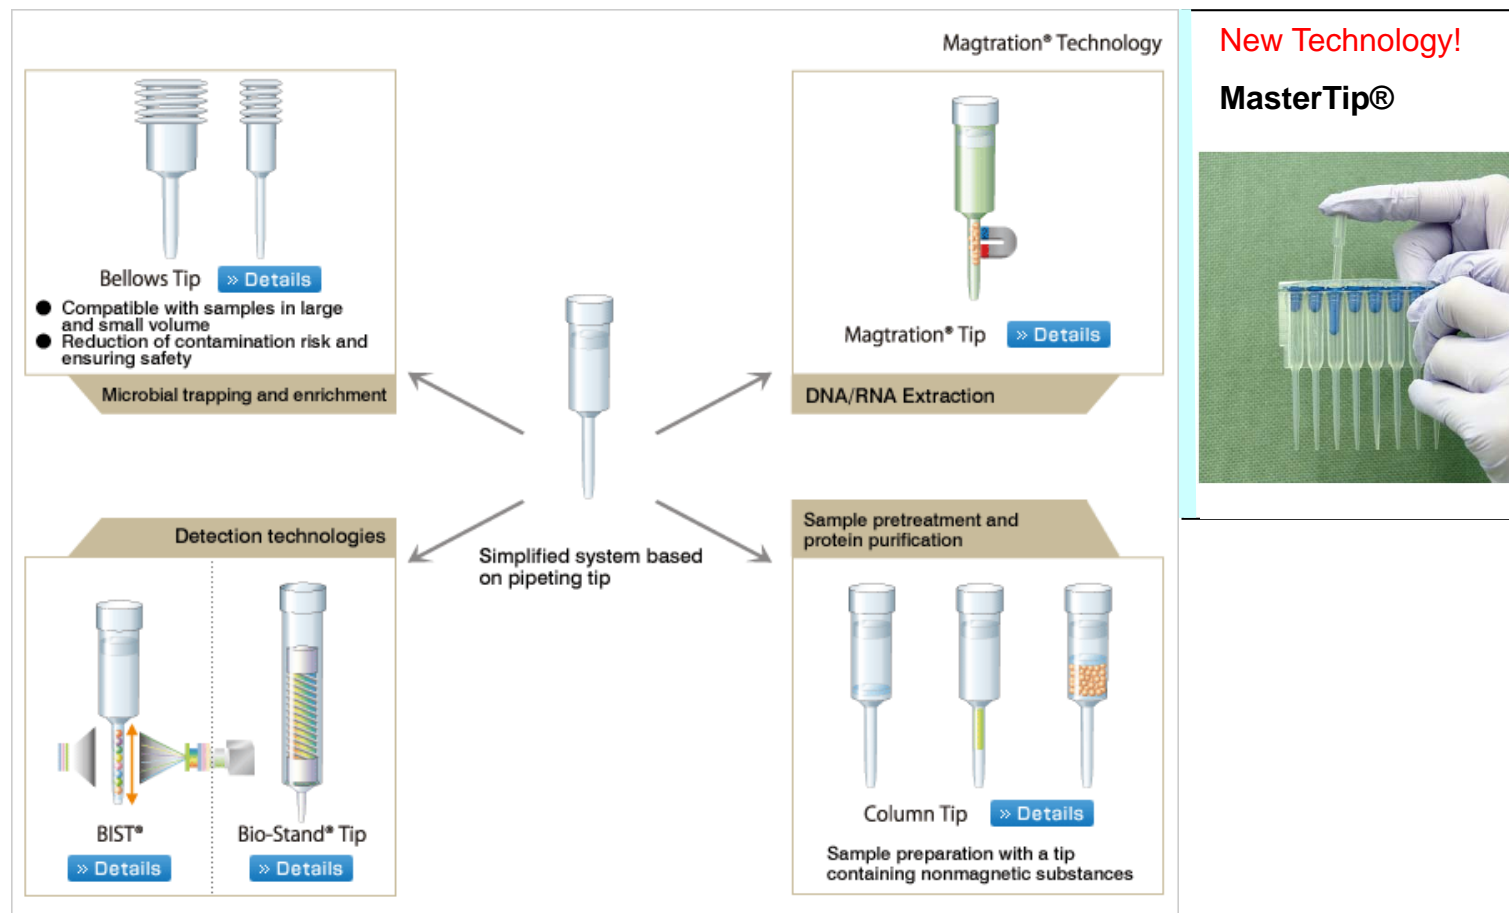 Magtration® Technology
Bellows Tip
» Details
● Compatible with samples in large
and small volume
● Reduction of contamination risk and
ensuring safety
Microbial trapping and enrichment
Magtration® Tip
» Details
DNA/RNA Extraction
Simplified system based
on pipeting tip
Detection technologies
BIST®
» Details
Bio-Stand® Tip
» Details
Sample pretreatment and
protein purification
Column Tip
» Details
Sample preparation with a tip
containing nonmagnetic substances
New Technology!
MasterTip®